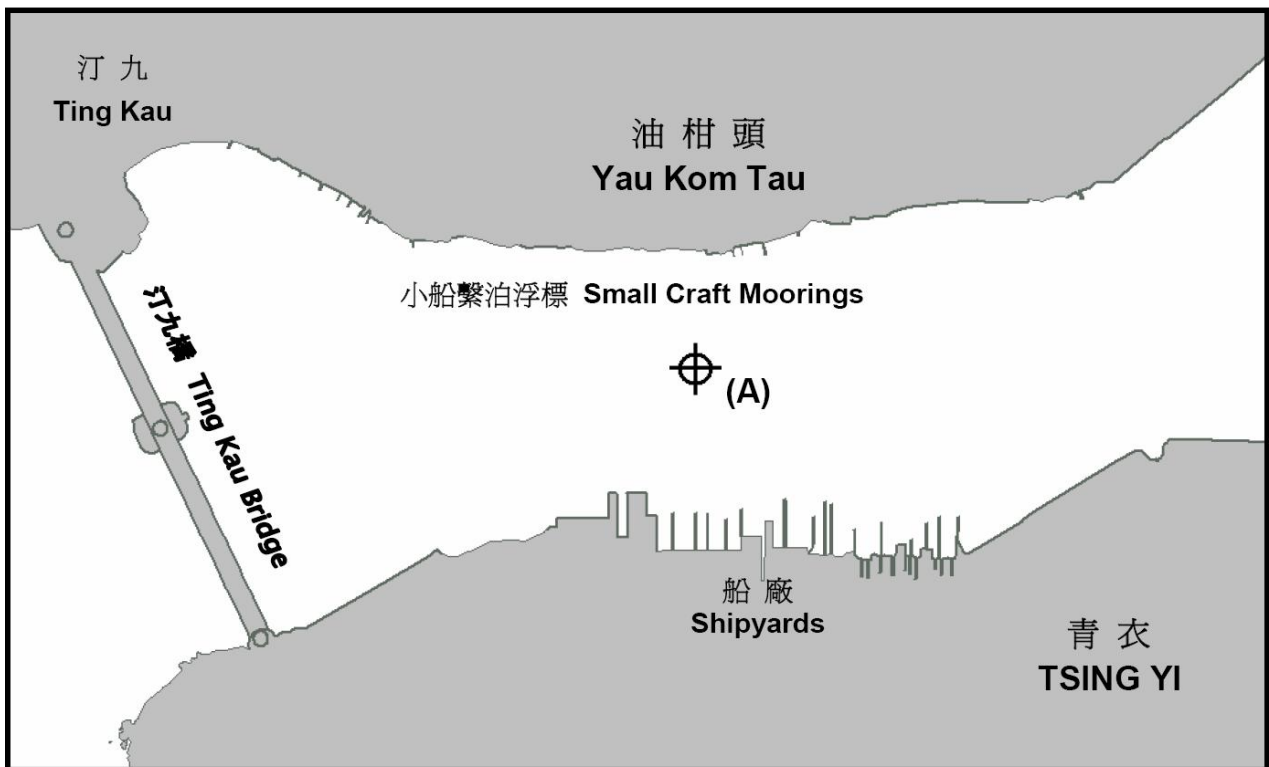 汀九
Ting Kau
油柑頭
Yau Kom Tau
小船繫泊浮標 Small Craft Moorings
汀九橋 Ting Kau Bridge
(A)
船廠
Shipyards
青衣
TSING YI